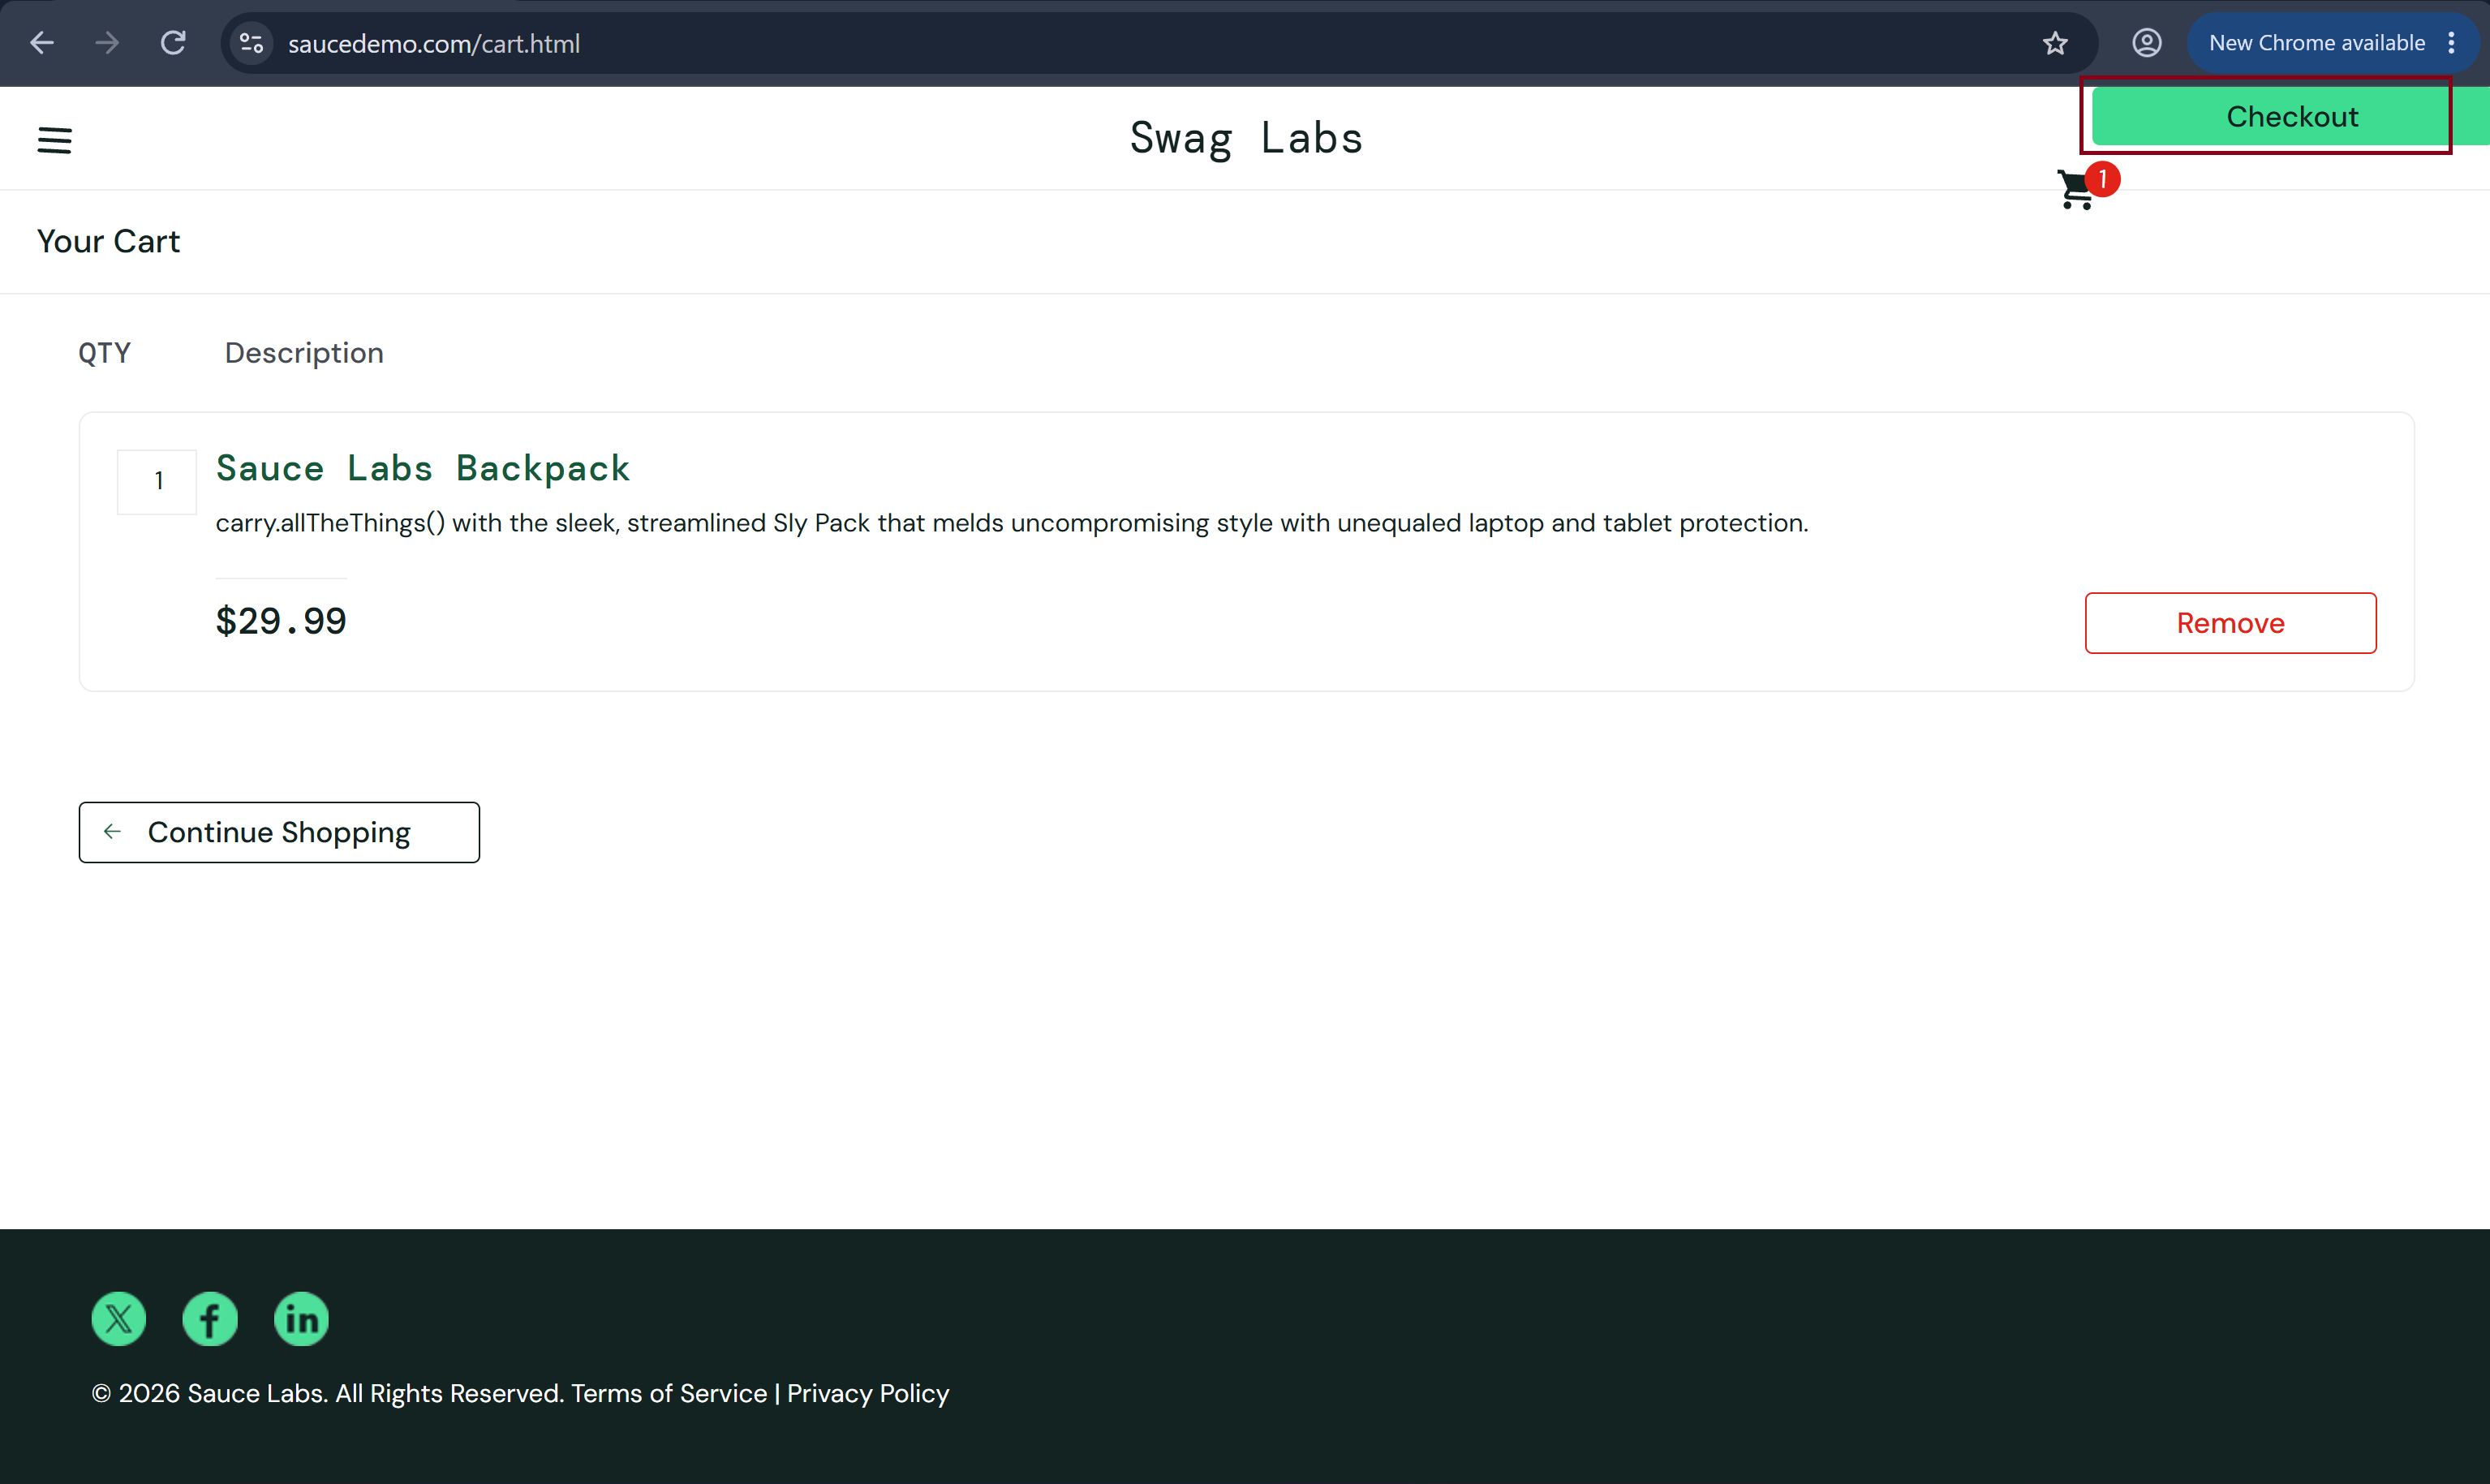 saucedemo.com/cart.html
New Chrome available
Swag Labs
Checkout
1
Your Cart
QTY Description
1
Sauce Labs Backpack
carry.allTheThings() with the sleek, streamlined Sly Pack that melds uncompromising style with unequaled laptop and tablet protection.
$29.99
Remove
Continue Shopping
© 2026 Sauce Labs. All Rights Reserved. Terms of Service | Privacy Policy